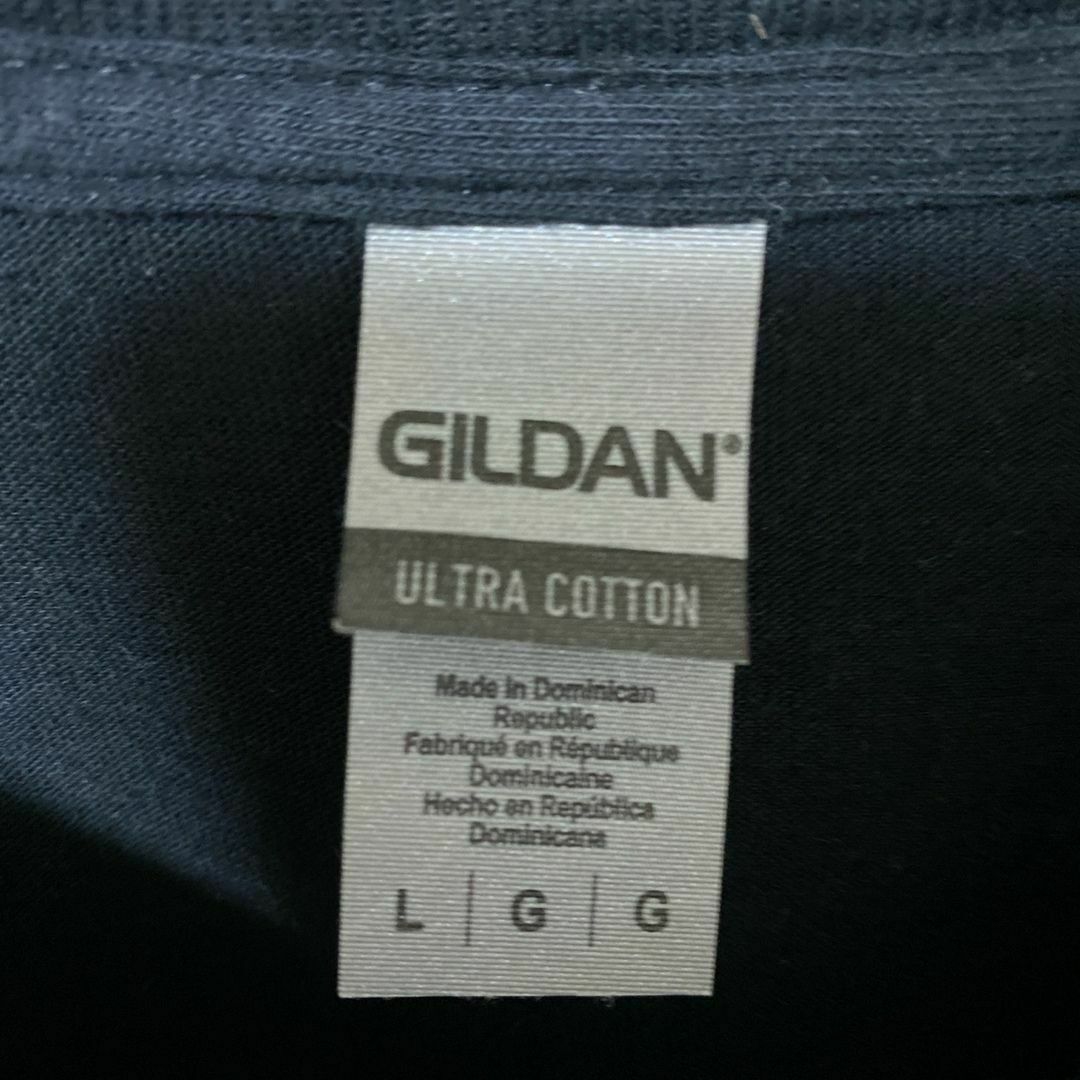 GILDAN®
ULTRA COTTON
Made in Dominican
Republic
Fabriqué en République
Dominicaine
Hecho en República
Dominicana
L | G | G